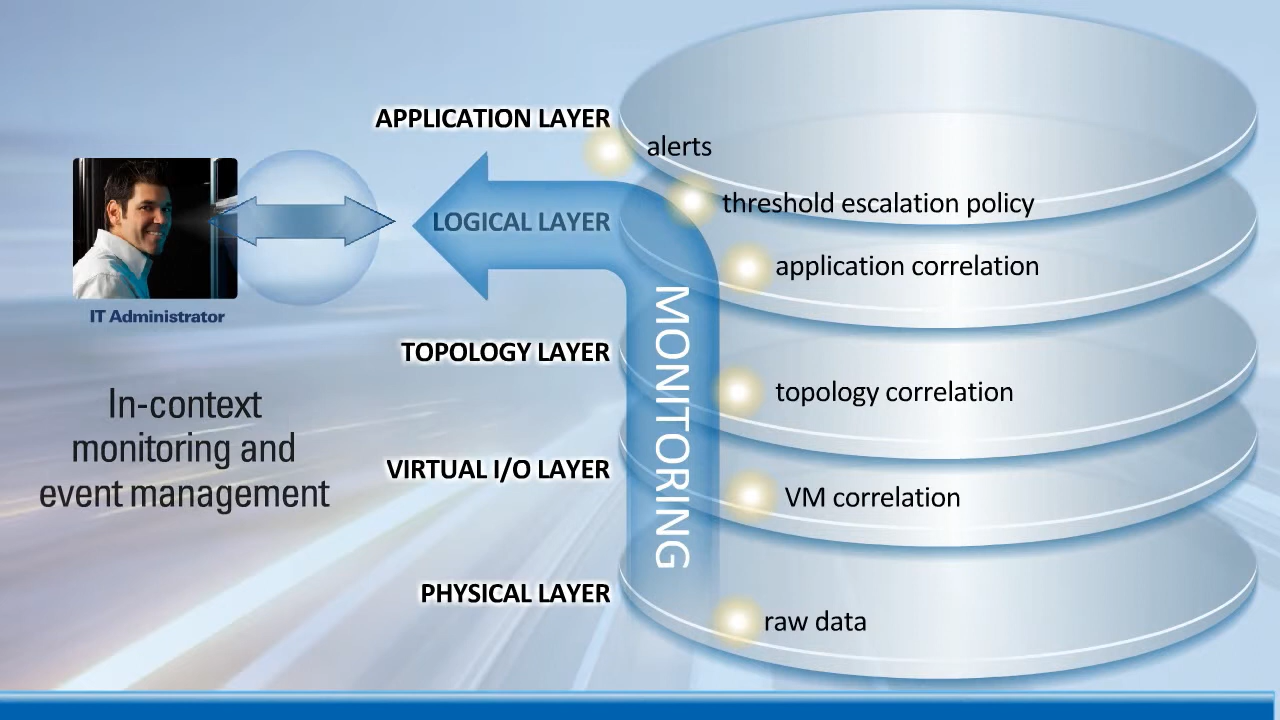 APPLICATION LAYER
alerts
threshold escalation policy
LOGICAL LAYER
application correlation
IT Administrator
MONITORING
TOPOLOGY LAYER
topology correlation
In-context
monitoring and
event management
VIRTUAL I/O LAYER
VM correlation
PHYSICAL LAYER
raw data